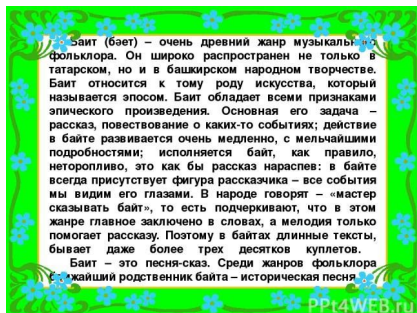 Баит (бәет) – очень древний жанр музыкального
фольклора. Он широко распространен не только в
татарском, но и в башкирском народном творчестве.
Баит относится к тому роду искусства, который
называется эпосом. Баит обладает всеми признаками
эпического произведения. Основная его задача –
рассказ, повествование о каких-то событиях; действие
в байте развивается очень медленно, с мельчайшими
подробностями; исполняется байт, как правило,
неторопливо, это как бы рассказ нараспев: в байте
всегда присутствует фигура рассказчика – все события
мы видим его глазами. В народе говорят – «мастер
сказывать байт», то есть подчеркивают, что в этом
жанре главное заключено в словах, а мелодия только
помогает рассказу. Поэтому в байтах длинные тексты,
бывает даже более трех десятков куплетов.
Баит – это песня-сказ. Среди жанров фольклора
ближайший родственник байта – историческая песня.
PPt4WEB.ru